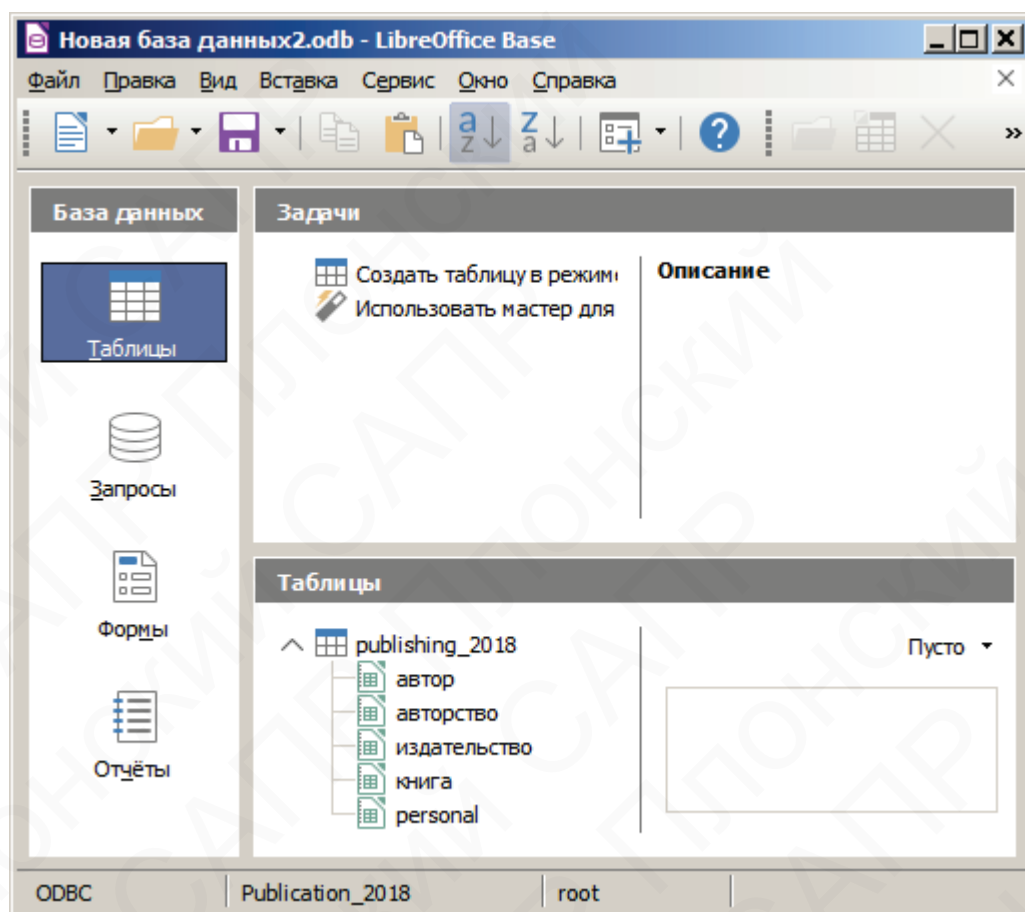 Новая база данных2.odb - LibreOffice Base
Файл Правка Вид Вставка Сервис Окно Справка
База данных
Таблицы
Запросы
Формы
Отчёты
Задачи
Создать таблицу в режим
Использовать мастер для
Описание
Таблицы
publishing_2018
автор
авторство
издательство
книга
personal
Пусто
ODBC Publication_2018 root